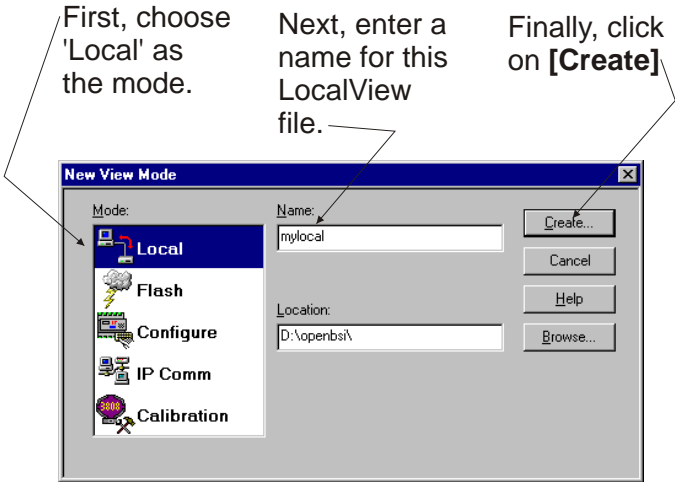 First, choose
'Local' as
the mode.
Next, enter a
name for this
LocalView
file.
Finally, click
on [Create]
New View Mode
Mode:
Local
Flash
Configure
IP Comm
3808
Calibration
Name:
mylocal
Location:
D:\openbsi\
Create...
Cancel
Help
Browse...